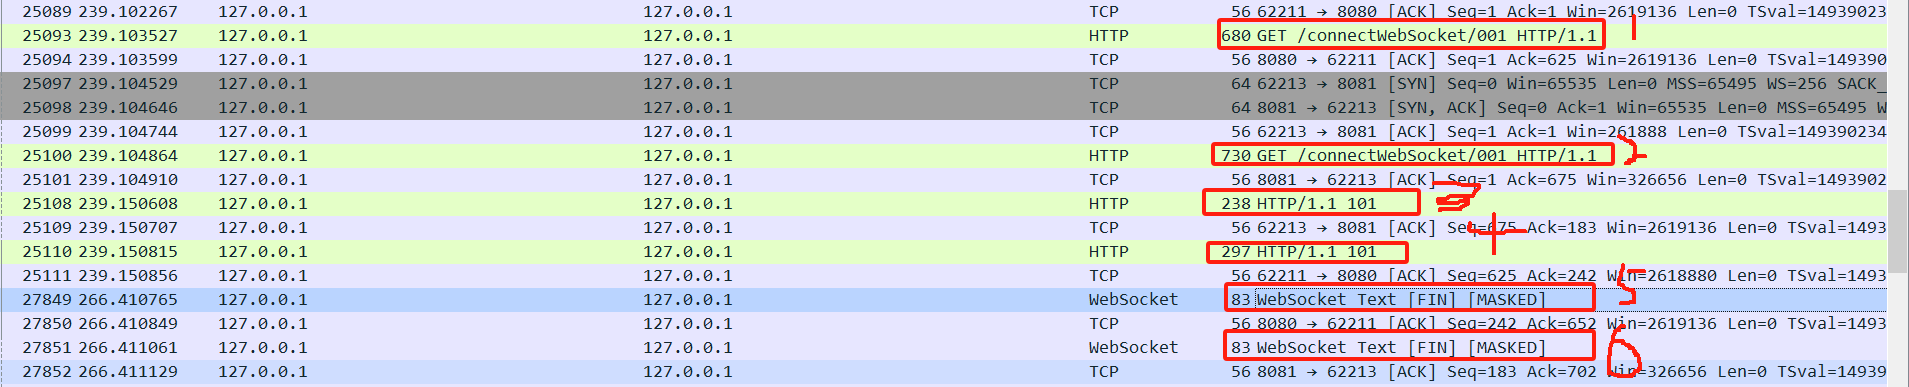 25089 239.102267 127.0.0.1 127.0.0.1 TCP 56 62211 → 8080 [ACK] Seq=1 Ack=1 Win=2619136 Len=0 TSval=14939023
25093 239.103527 127.0.0.1 127.0.0.1 HTTP 680 GET /connectWebSocket/001 HTTP/1.1 1
25094 239.103599 127.0.0.1 127.0.0.1 TCP 56 8080 → 62211 [ACK] Seq=1 Ack=625 Win=2619136 Len=0 TSval=149390
25097 239.104529 127.0.0.1 127.0.0.1 TCP 64 62213 → 8081 [SYN] Seq=0 Win=65535 Len=0 MSS=65495 WS=256 SACK_
25098 239.104646 127.0.0.1 127.0.0.1 TCP 64 8081 → 62213 [SYN, ACK] Seq=0 Ack=1 Win=65535 Len=0 MSS=65495 W
25099 239.104744 127.0.0.1 127.0.0.1 TCP 56 62213 → 8081 [ACK] Seq=1 Ack=1 Win=261888 Len=0 TSval=149390234
25100 239.104864 127.0.0.1 127.0.0.1 HTTP 730 GET /connectWebSocket/001 HTTP/1.1 2
25101 239.104910 127.0.0.1 127.0.0.1 TCP 56 8081 → 62213 [ACK] Seq=1 Ack=675 Win=326656 Len=0 TSval=1493902
25108 239.150608 127.0.0.1 127.0.0.1 HTTP 238 HTTP/1.1 101 3
25109 239.150707 127.0.0.1 127.0.0.1 TCP 56 62213 → 8081 [ACK] Seq=675 Ack=183 Win=2619136 Len=0 TSval=1493
25110 239.150815 127.0.0.1 127.0.0.1 HTTP 297 HTTP/1.1 101 4
25111 239.150856 127.0.0.1 127.0.0.1 TCP 56 62211 → 8080 [ACK] Seq=625 Ack=242 Win=2618880 Len=0 TSval=1493
27849 266.410765 127.0.0.1 127.0.0.1 WebSocket 83 WebSocket Text [FIN] [MASKED] 5
27850 266.410849 127.0.0.1 127.0.0.1 TCP 56 8080 → 62211 [ACK] Seq=242 Ack=652 Win=2619136 Len=0 TSval=1493
27851 266.411061 127.0.0.1 127.0.0.1 WebSocket 83 WebSocket Text [FIN] [MASKED] 6
27852 266.411129 127.0.0.1 127.0.0.1 TCP 56 8081 → 62213 [ACK] Seq=183 Ack=702 Win=326656 Len=0 TSval=14939